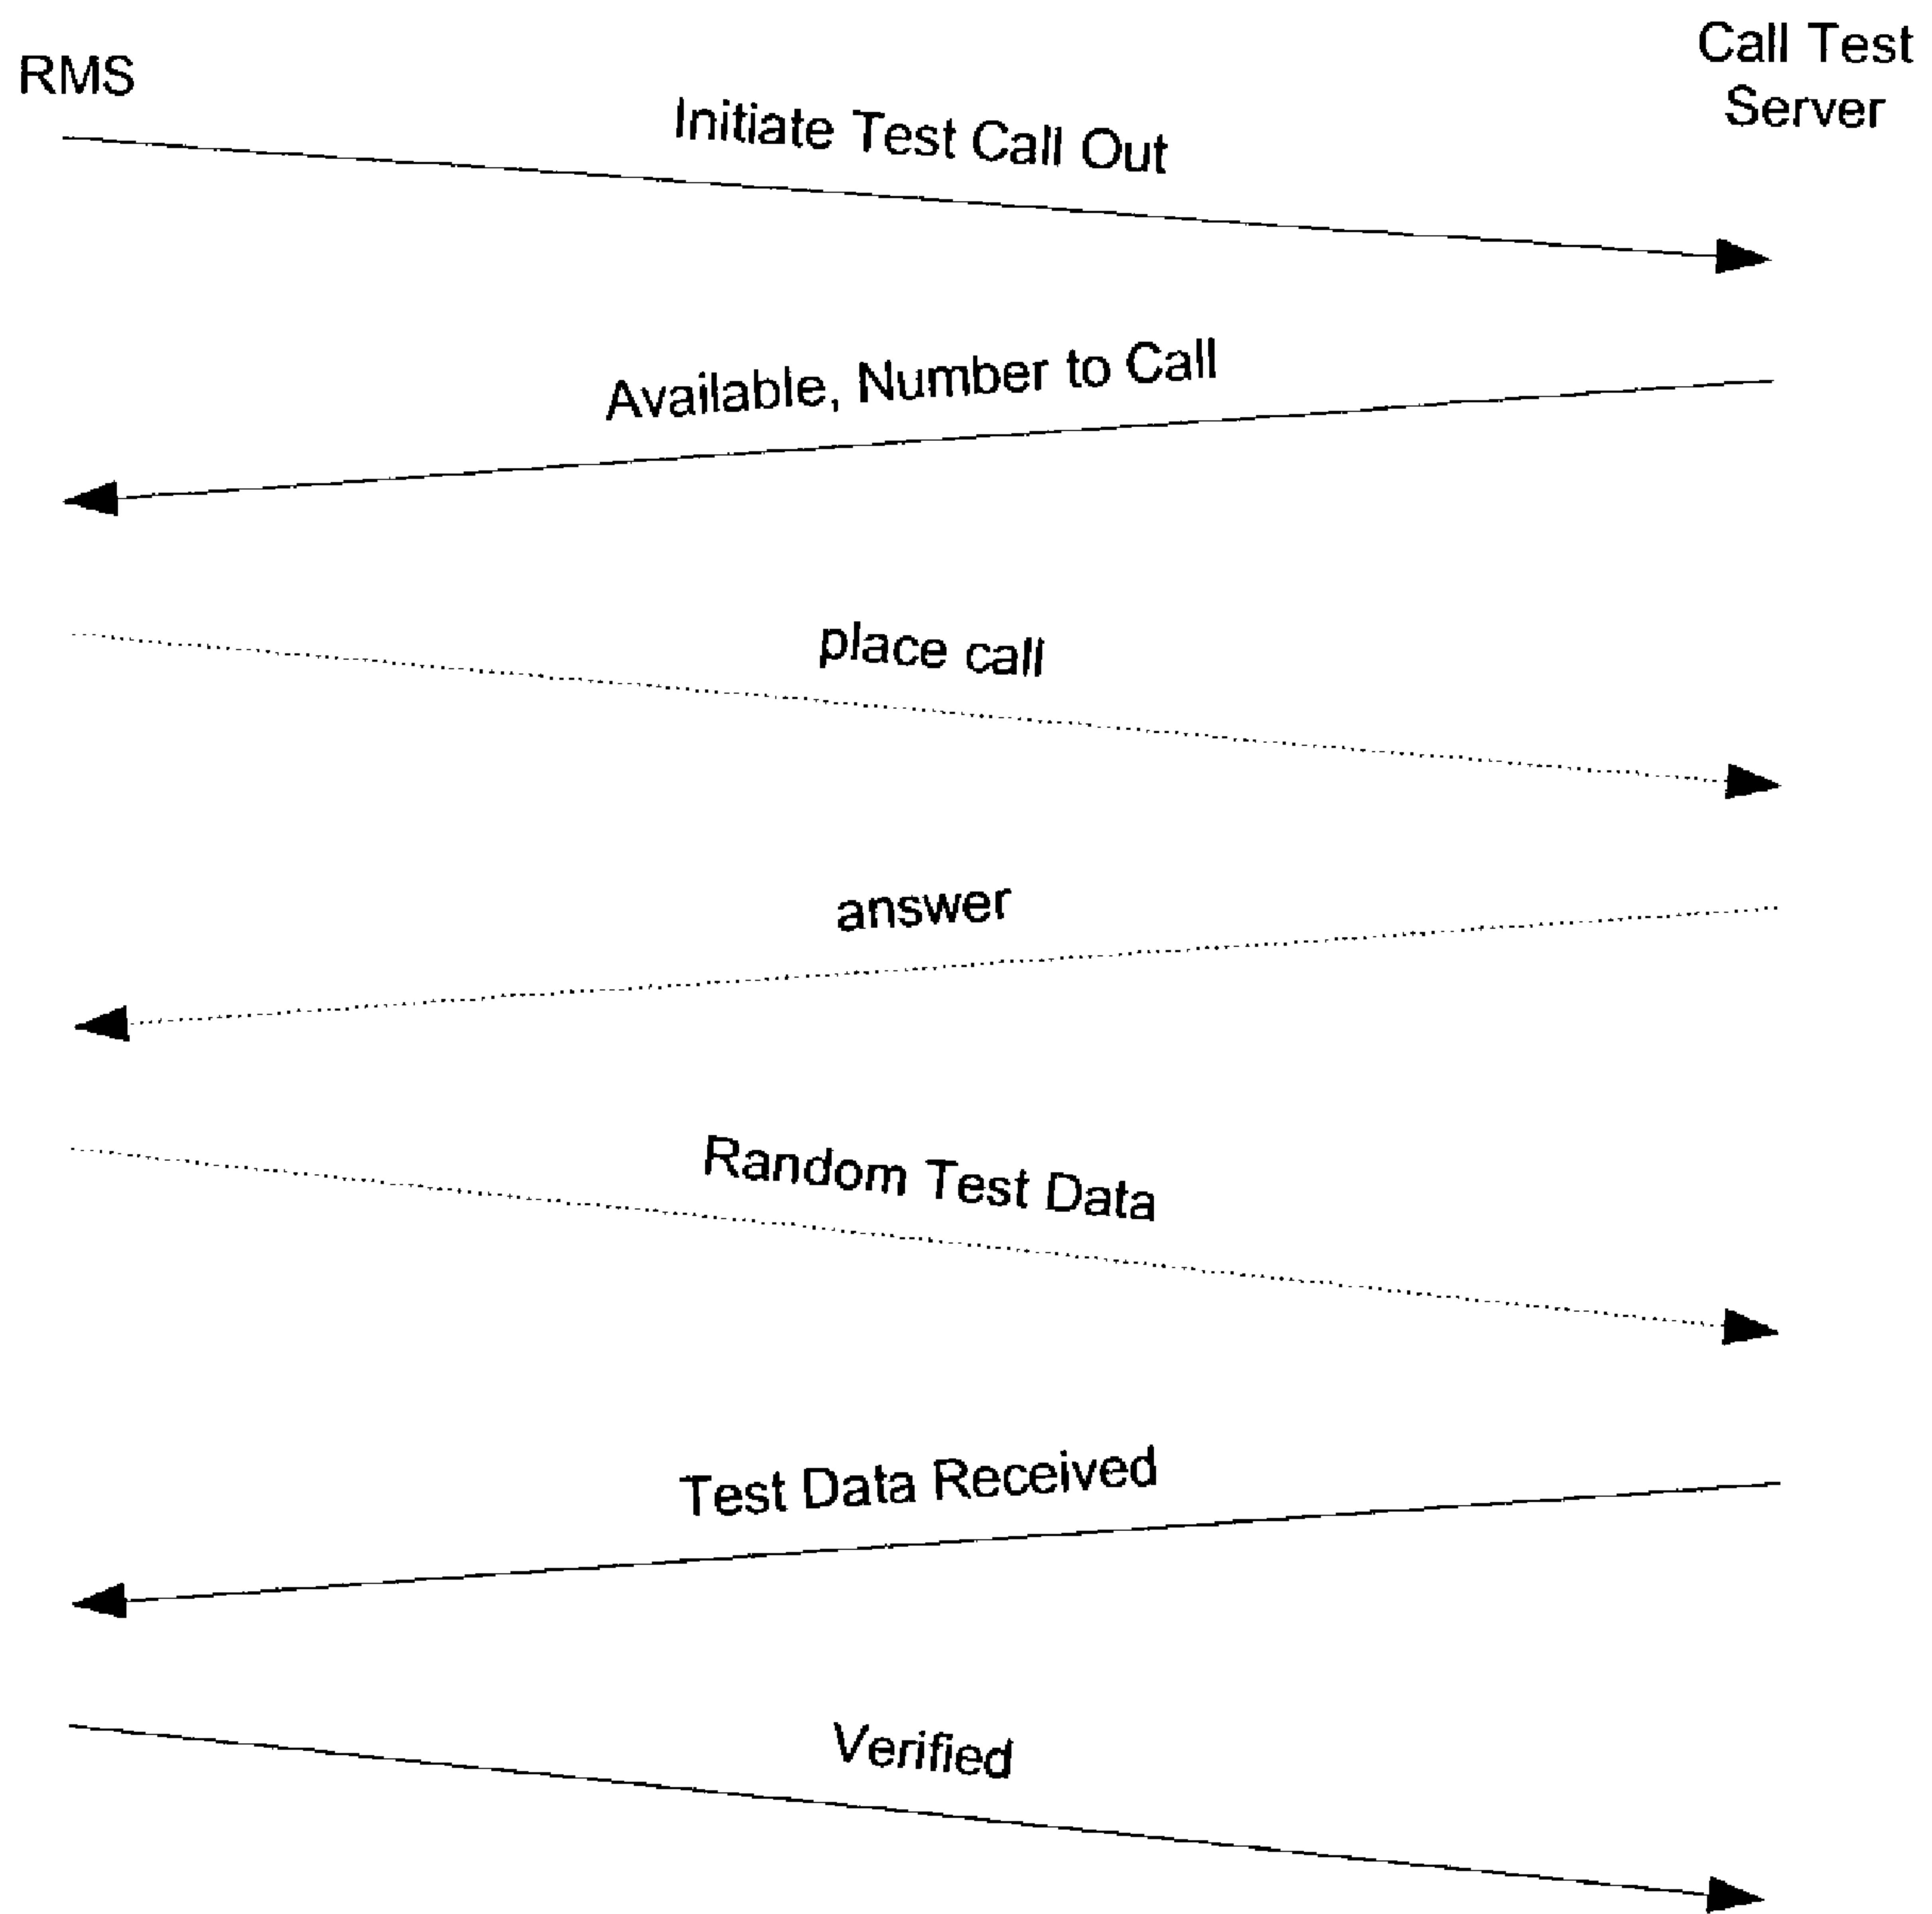 RMS
Call Test
Server
Initiate Test Call Out
Available, Number to Call
place call
answer
Random Test Data
Test Data Received
Verified